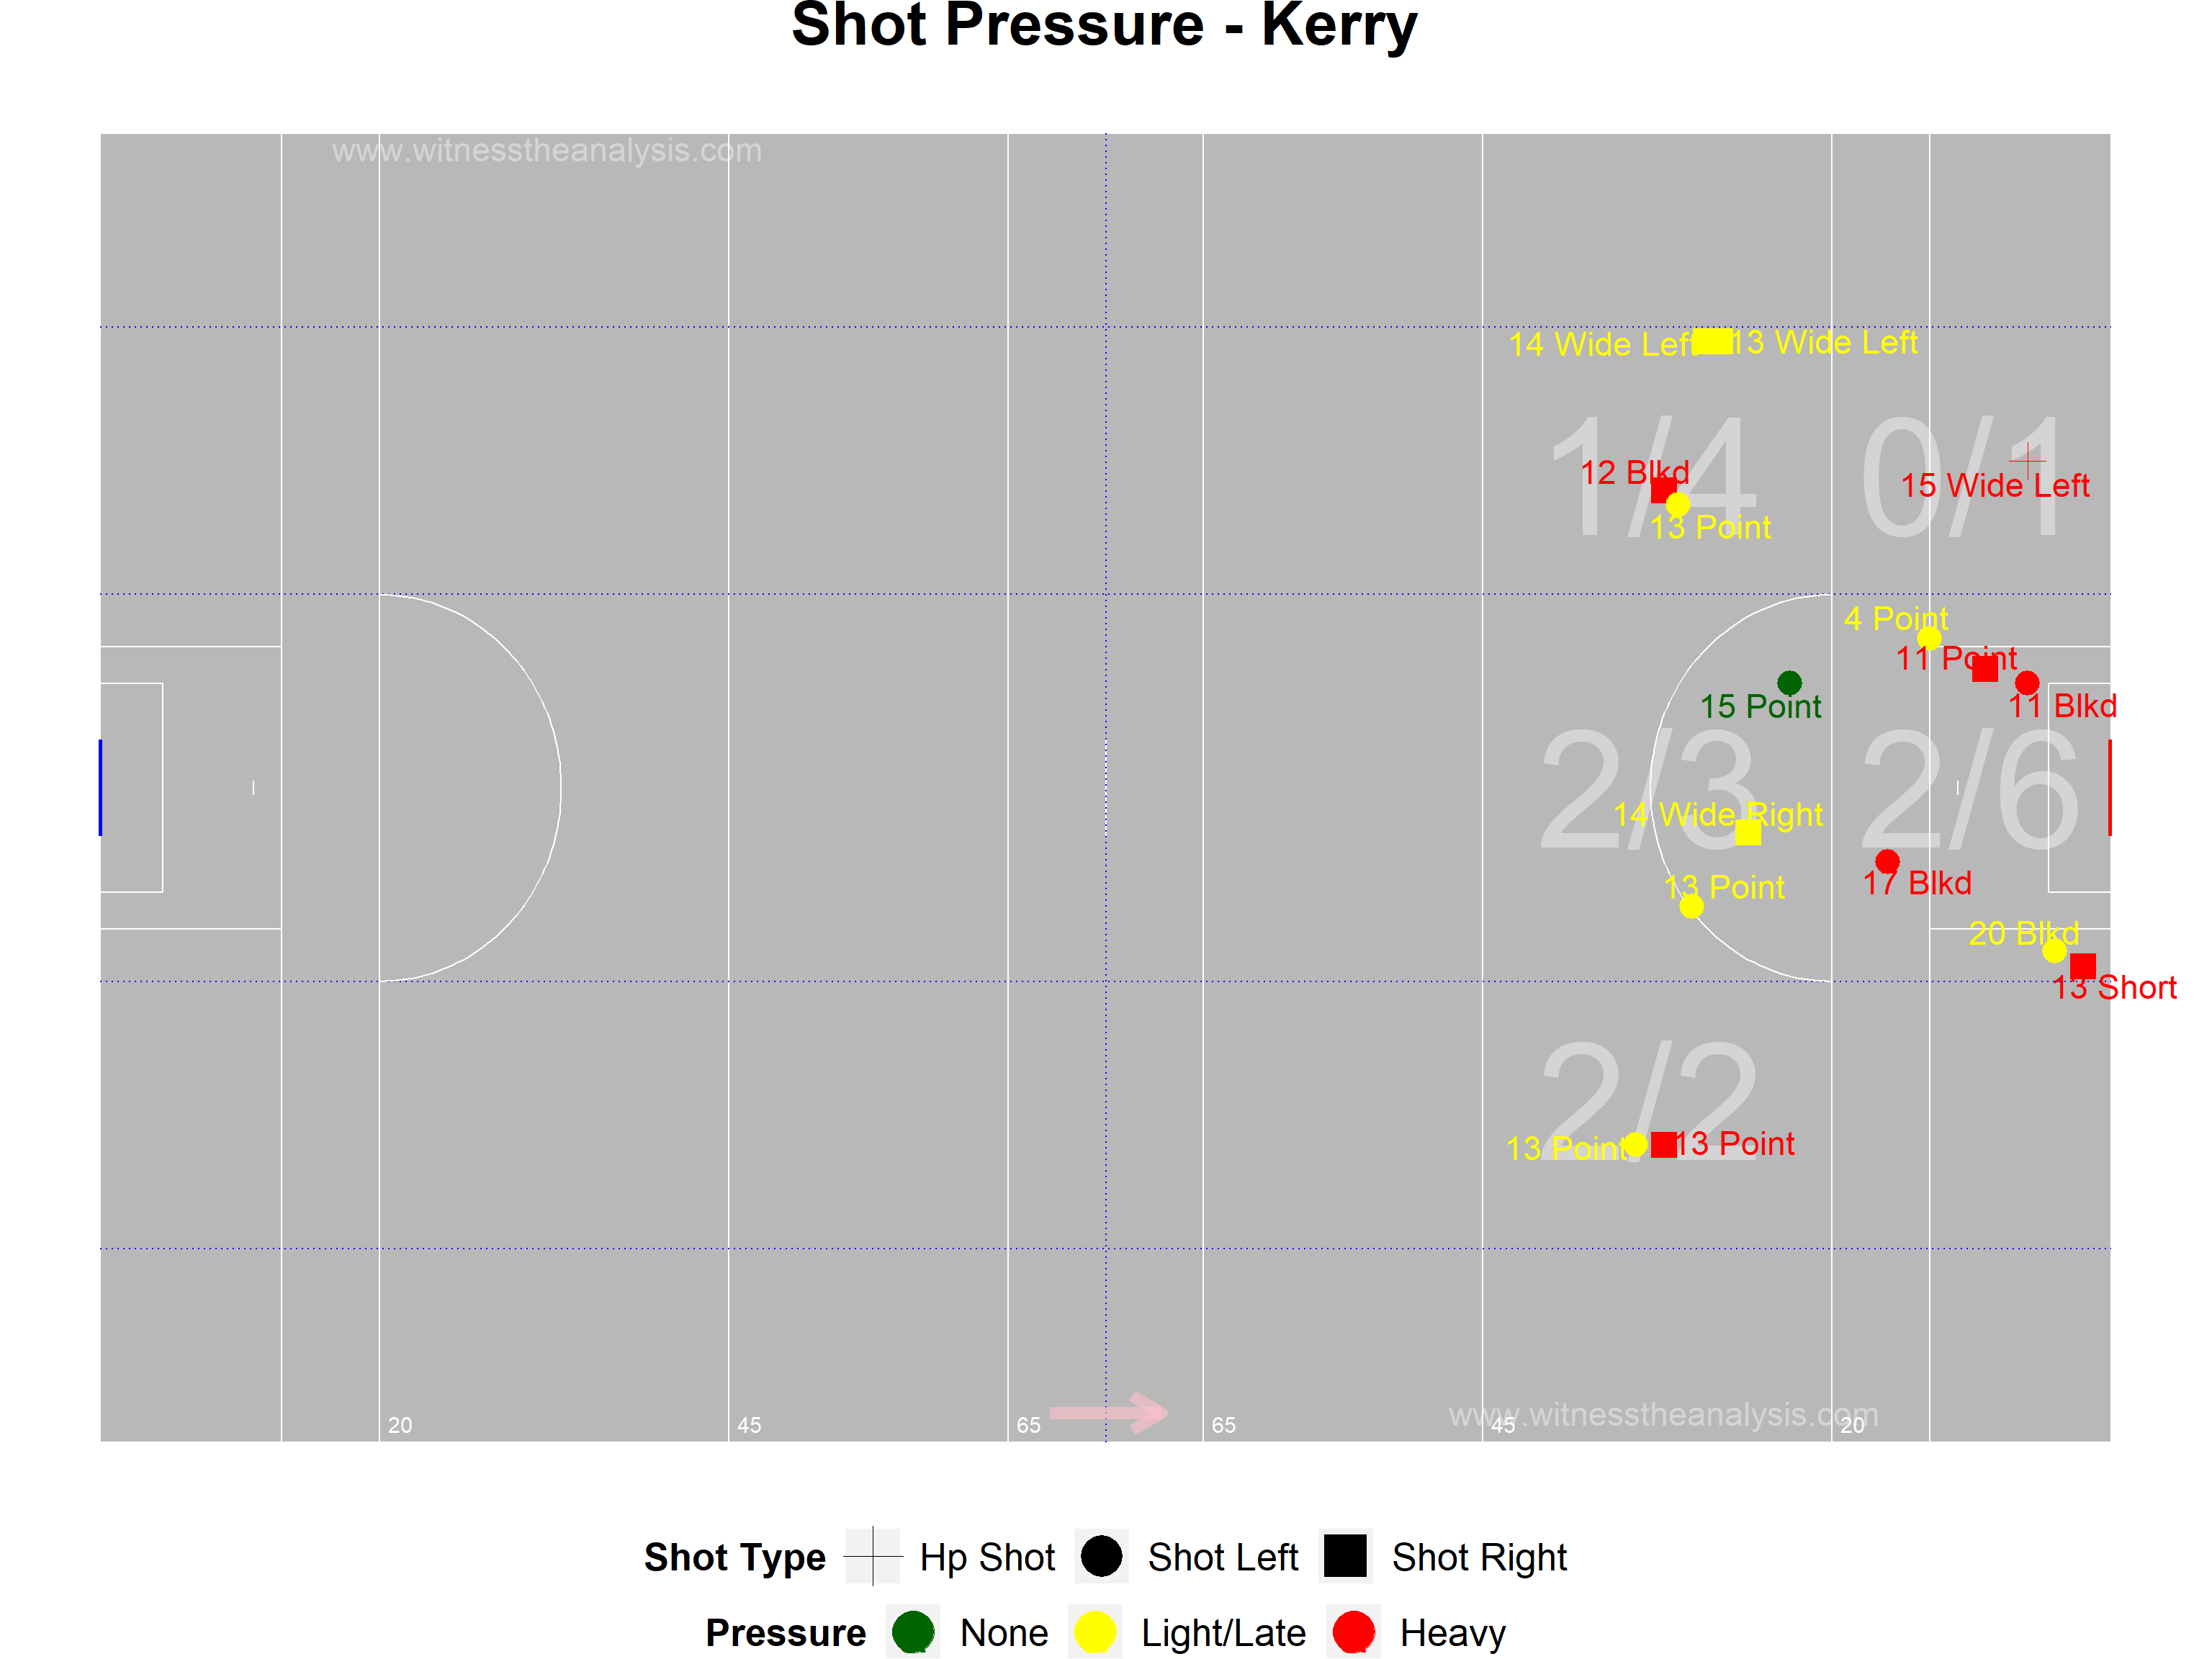 Shot Pressure - Kerry
www.witnesstheanalysis.com
14 Wide Left
13 Wide Left
1/4
0/1
12 Blkd
15 Wide Left
13 Point
4 Point
11 Point
15 Point
11 Blkd
2/3
2/6
14 Wide Right
13 Point
17 Blkd
20 Blkd
13 Short
2/2
13 Point
13 Point
www.witnesstheanalysis.com
20 45 65 65 45 20
Shot Type Hp Shot Shot Left Shot Right
Pressure None Light/Late Heavy